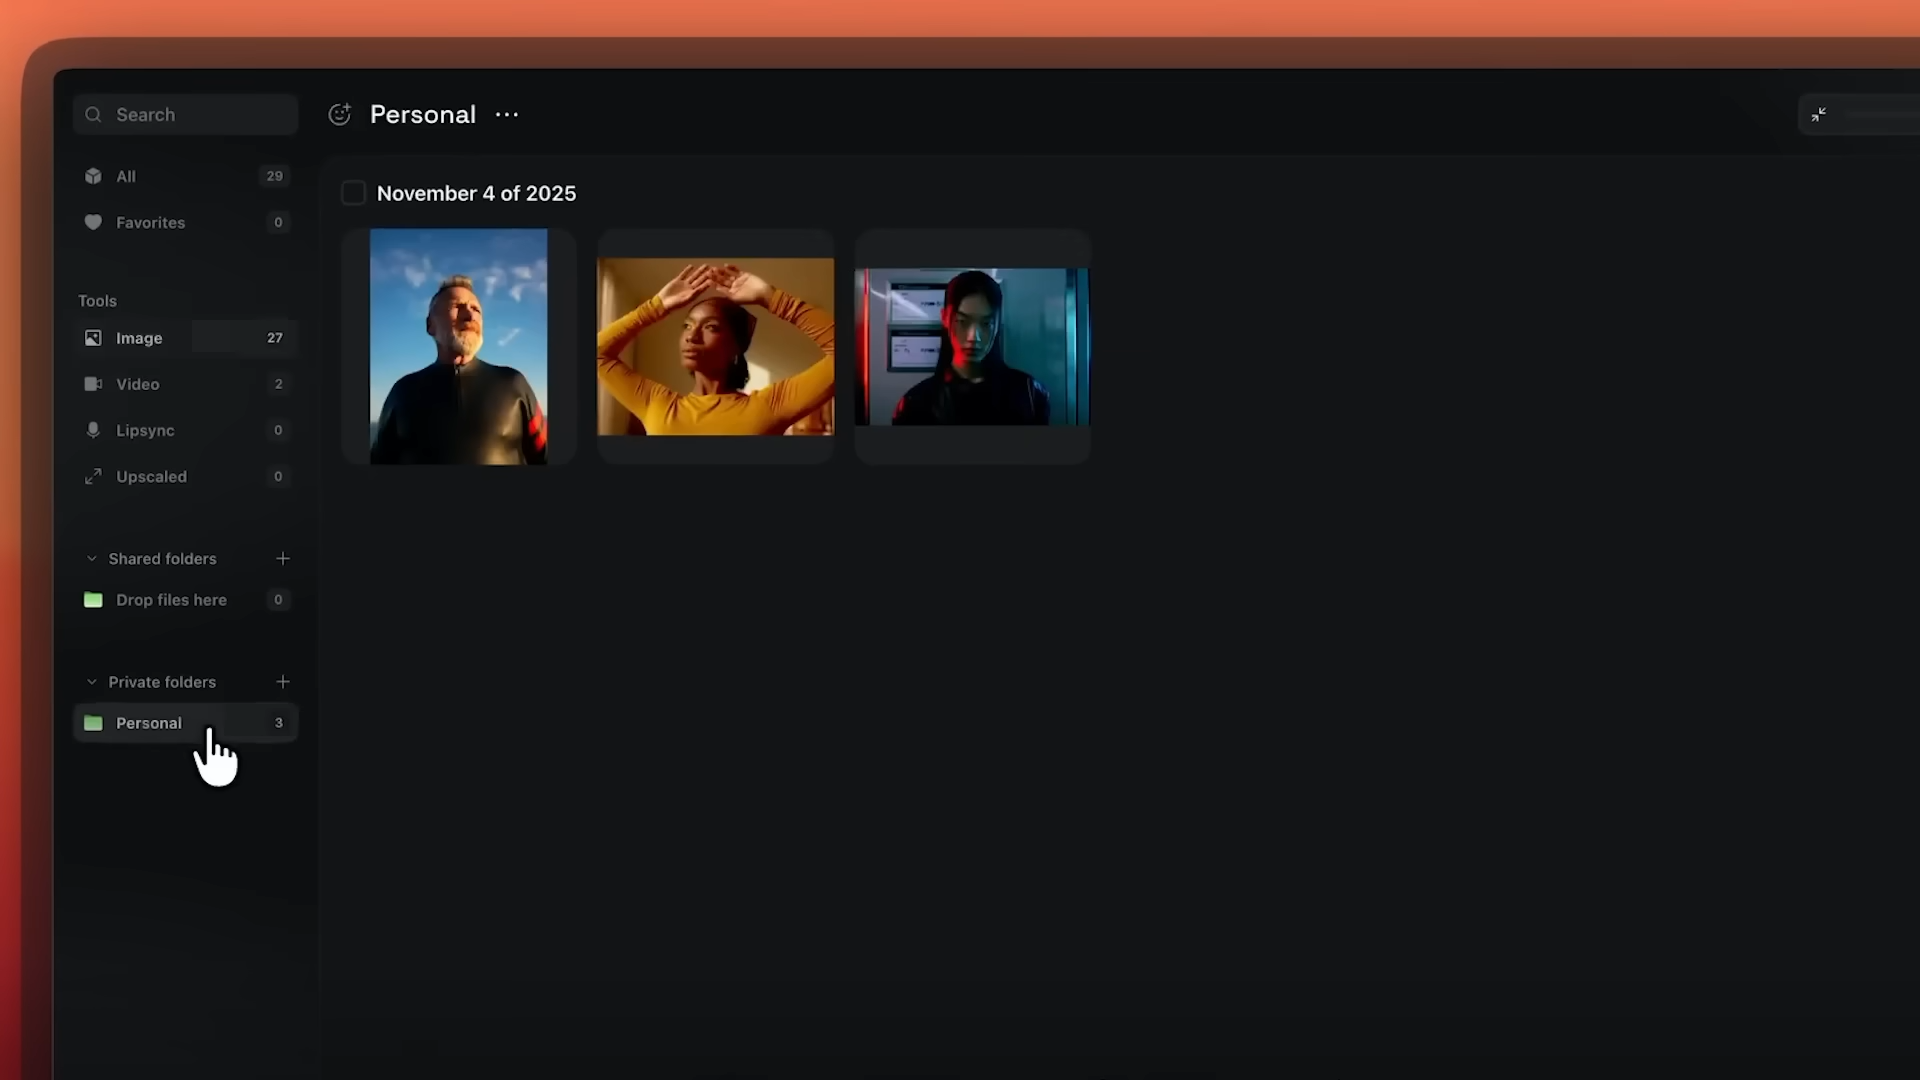 Search
Personal ···
All 29
Favorites 0
November 4 of 2025
Tools
Image 27
Video 2
Lipsync 0
Upscaled 0
Shared folders +
Drop files here 0
Private folders +
Personal 3